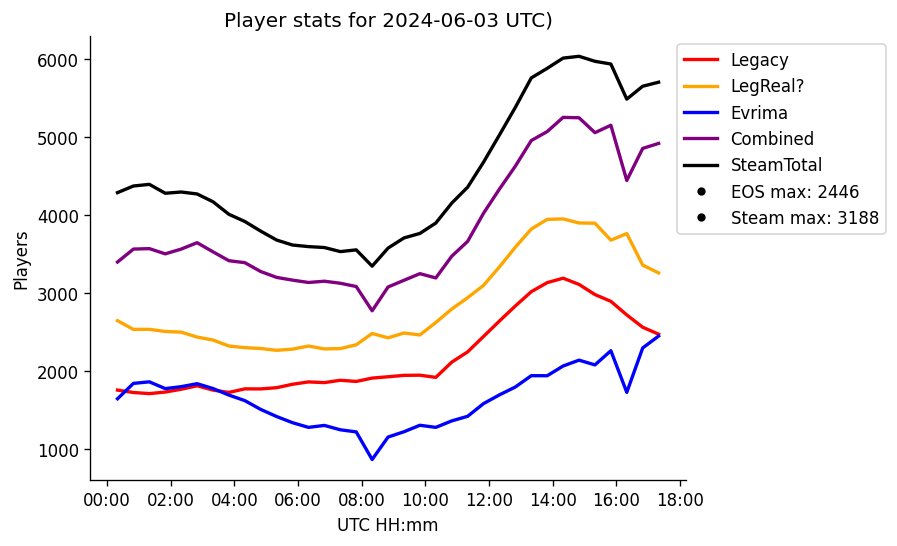 Player stats for 2024-06-03 UTC)
Legacy
LegReal?
Evrima
Combined
SteamTotal
EOS max: 2446
Steam max: 3188
Players
6000
5000
4000
3000
2000
1000
00:00 02:00 04:00 06:00 08:00 10:00 12:00 14:00 16:00 18:00
UTC HH:mm